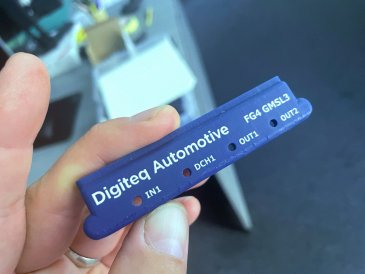 Digiteq Automotive FG4 GMSL3
IN1 DCH1 OUT1 OUT2